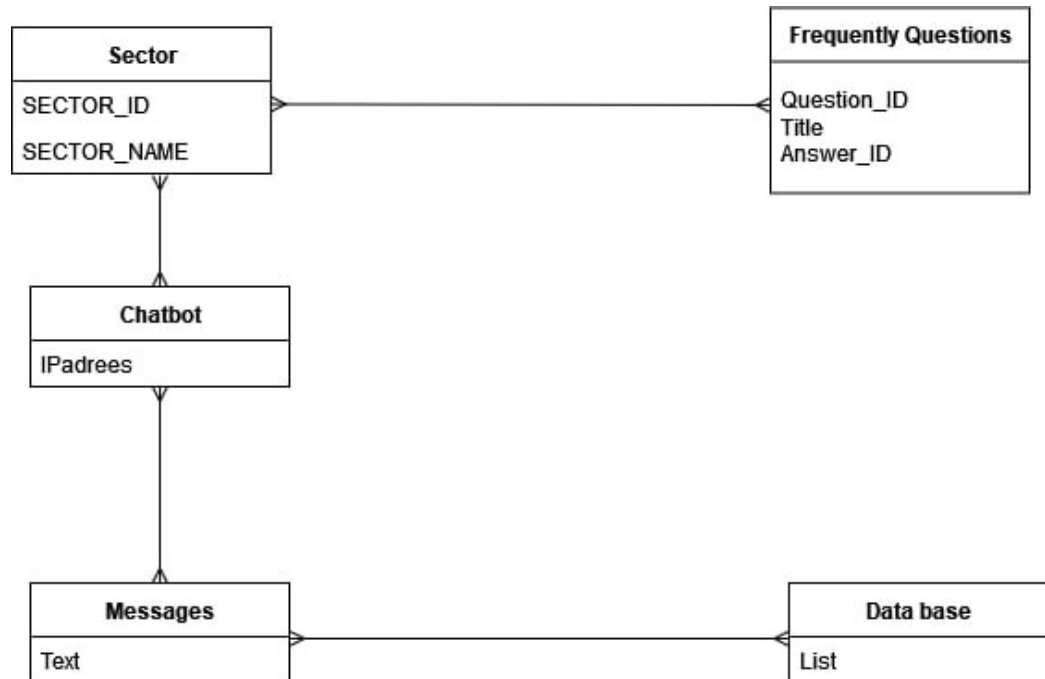 Sector
SECTOR_ID
SECTOR_NAME
Frequently Questions
Question_ID
Title
Answer_ID
Chatbot
IPadrees
Messages
Text
Data base
List